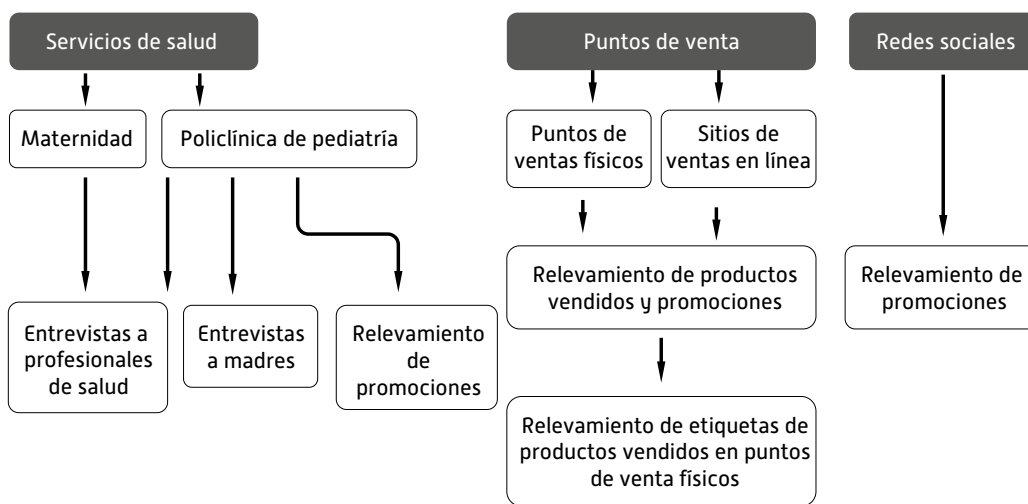 Servicios de salud
Puntos de venta
Redes sociales
Maternidad
Policlínica de pediatría
Puntos de
ventas físicos
Sitios de
ventas en línea
Relevamiento de productos
vendidos y promociones
Relevamiento de
promociones
Entrevistas a
profesionales
de salud
Entrevistas
a madres
Relevamiento
de
promociones
Relevamiento de etiquetas de
productos vendidos en puntos
de venta físicos